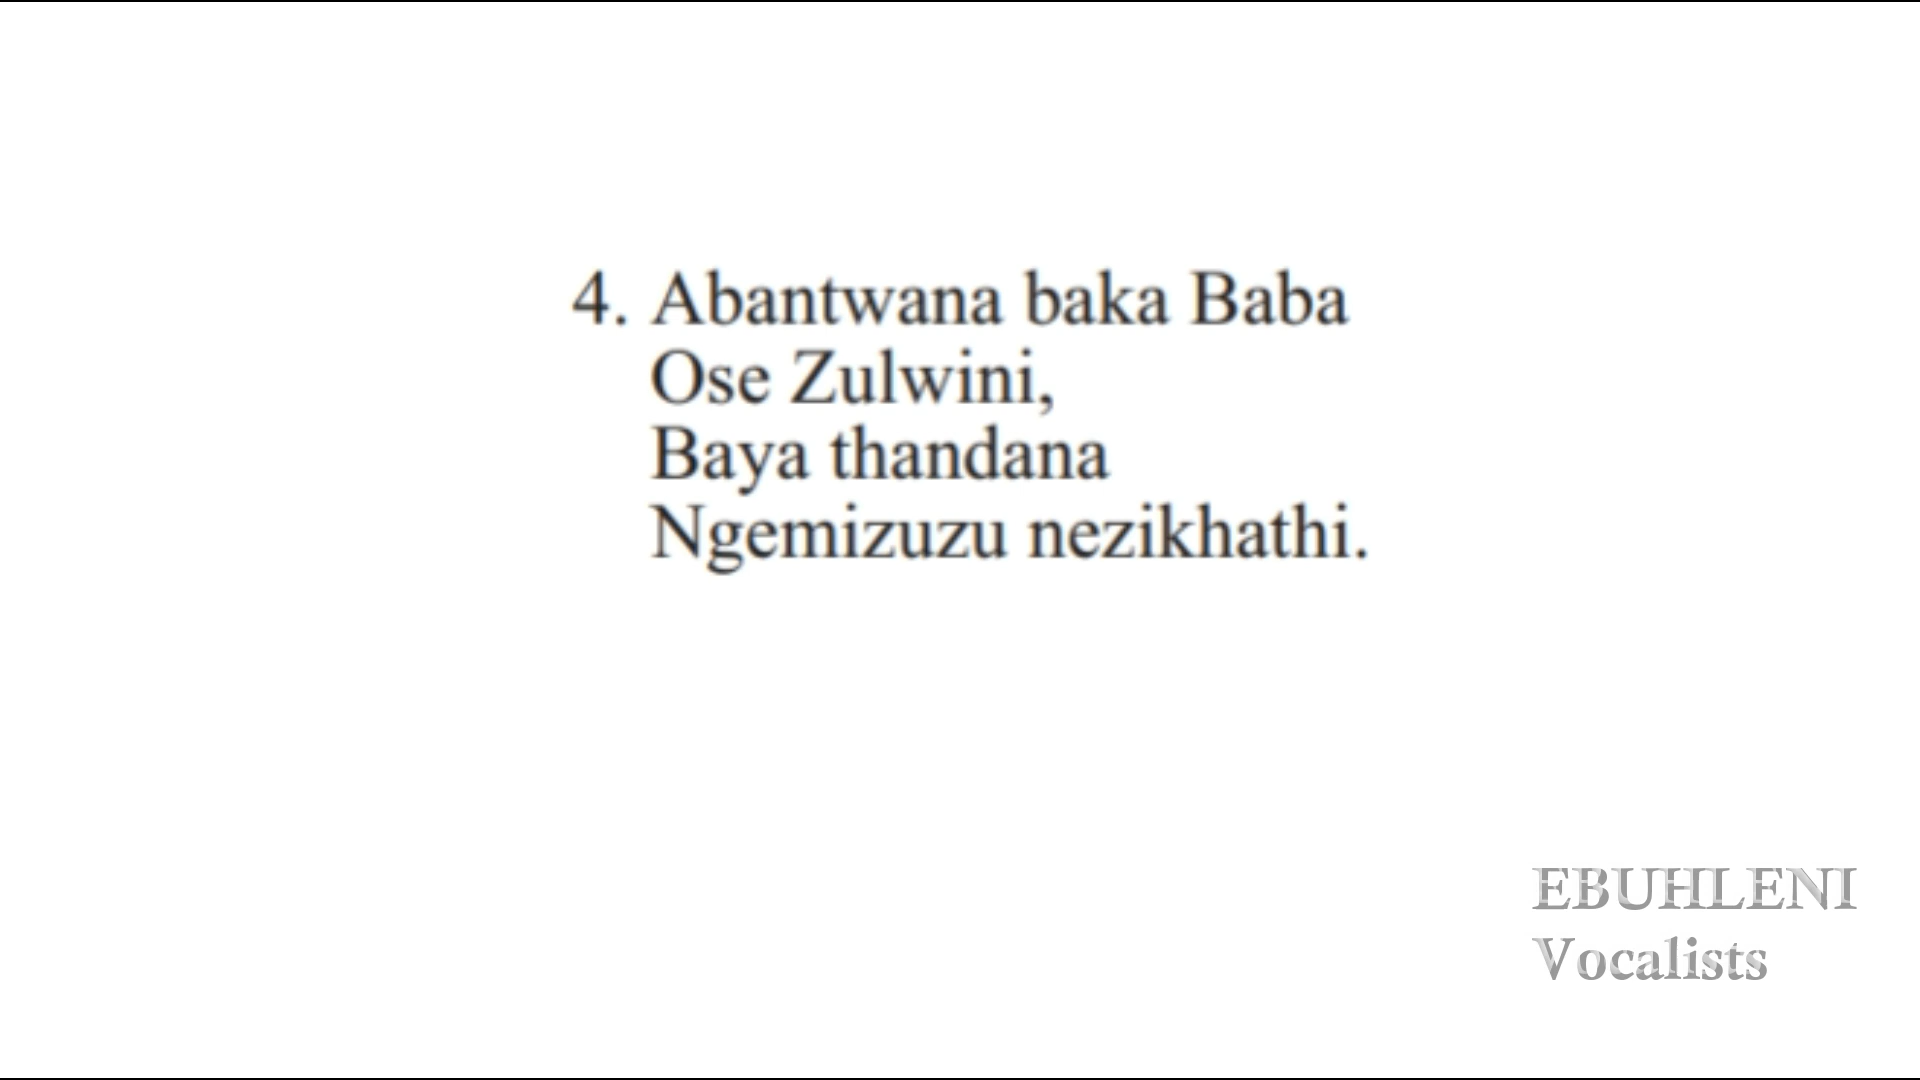 4. Abantwana baka Baba
Ose Zulwini,
Baya thandana
Ngemizuzu nezikhathi.
EBUHLENI
Vocalists